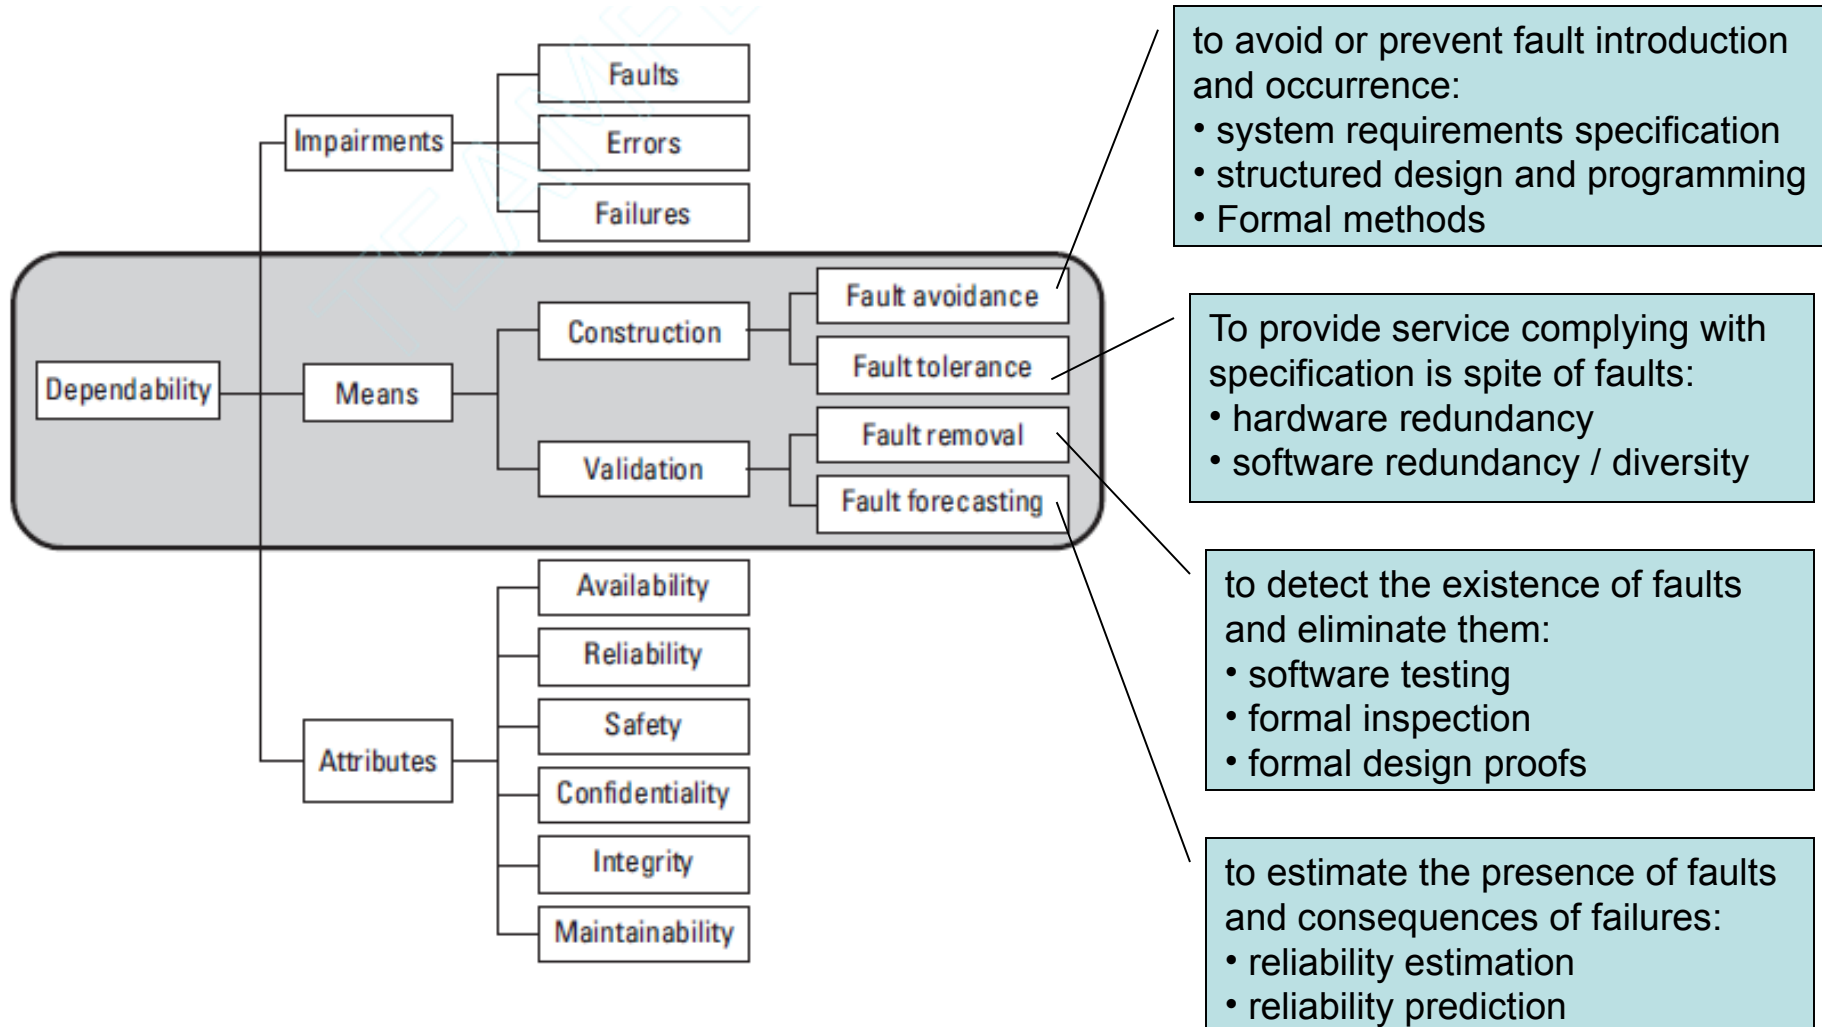 Faults
Impairments
Errors
Failures
Dependability
Means
Construction
Fault avoidance
Fault tolerance
Validation
Fault removal
Fault forecasting
Attributes
Availability
Reliability
Safety
Confidentiality
Integrity
Maintainability
to avoid or prevent fault introduction
and occurrence:
• system requirements specification
• structured design and programming
• Formal methods
To provide service complying with
specification is spite of faults:
• hardware redundancy
• software redundancy / diversity
to detect the existence of faults
and eliminate them:
• software testing
• formal inspection
• formal design proofs
to estimate the presence of faults
and consequences of failures:
• reliability estimation
• reliability prediction